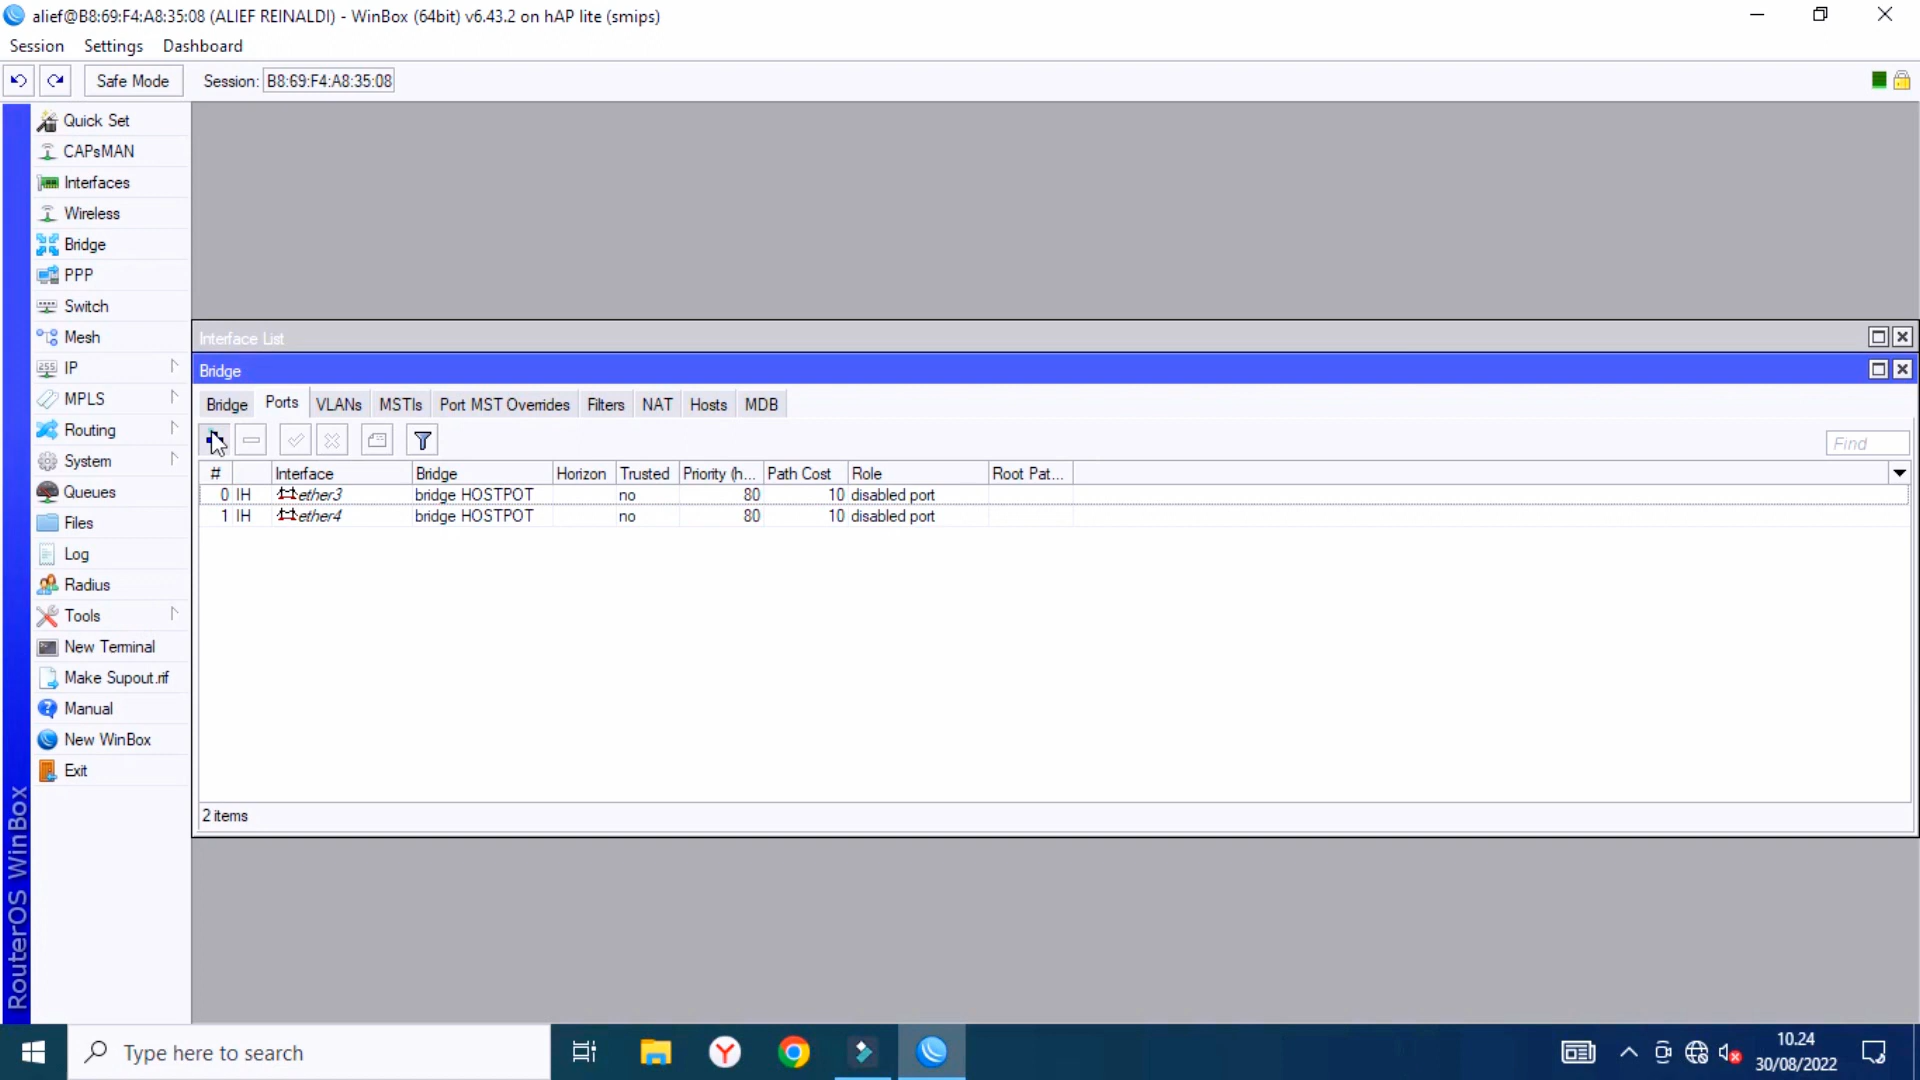 alief@B8:69:F4:A8:35:08 (ALIEF REINALDI) - WinBox (64bit) v6.43.2 on hAP lite (smips)
Session Settings Dashboard
Safe Mode Session: B8:69:F4:A8:35:08
Quick Set
CAPsMAN
Interfaces
Wireless
Bridge
PPP
Switch
Mesh
IP
MPLS
Routing
System
Queues
Files
Log
Radius
Tools
New Terminal
Make Supout.rif
Manual
New WinBox
Exit
RouterOS WinBox
Interface List
Bridge
Bridge Ports VLANs MSTIs Port MST Overrides Filters NAT Hosts MDB
Find
# Interface Bridge Horizon Trusted Priority (h... Path Cost Role Root Pat...
0 IH ether3 bridge HOSTPOT no 80 10 disabled port
1 IH ether4 bridge HOSTPOT no 80 10 disabled port
2 items
Type here to search
10.24
30/08/2022